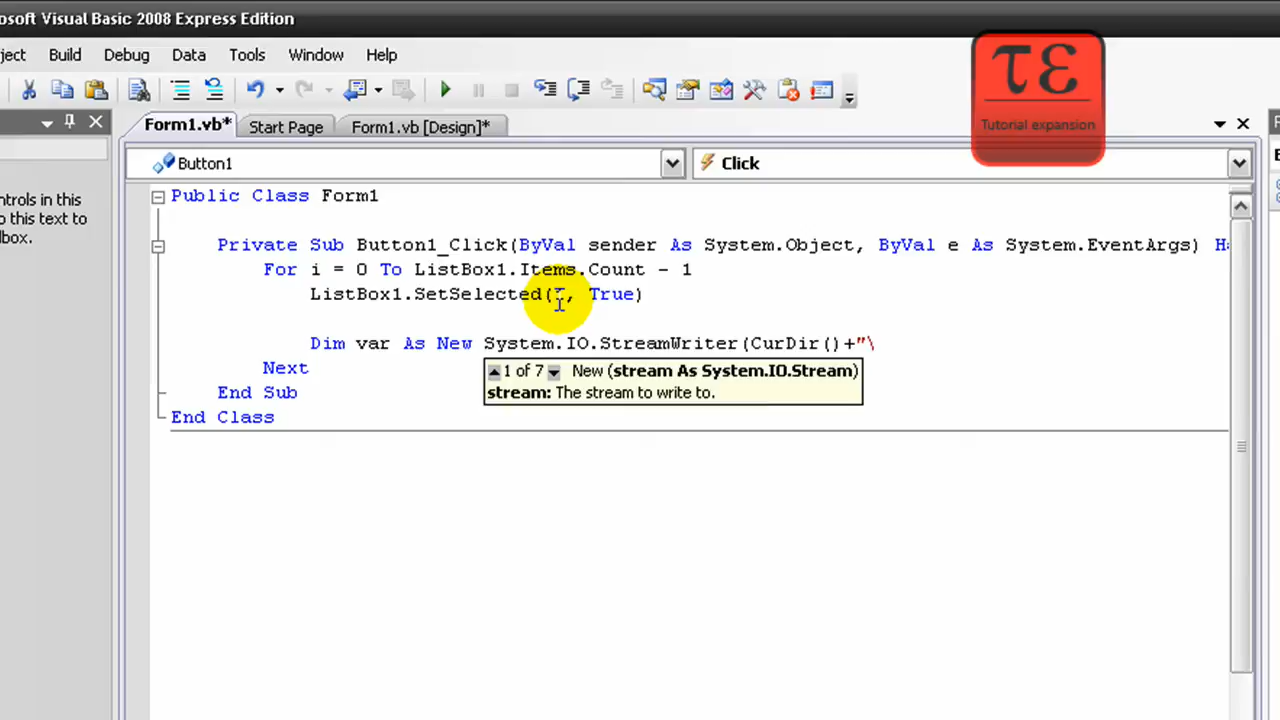 osoft Visual Basic 2008 Express Edition
ject Build Debug Data Tools Window Help
τε
Tutorial expansion
Form1.vb* Start Page Form1.vb [Design]*
Button1 Click
ntrols in this
o this text to
lbox.
Public Class Form1
Private Sub Button1_Click(ByVal sender As System.Object, ByVal e As System.EventArgs) Ha
For i = 0 To ListBox1.Items.Count - 1
ListBox1.SetSelected( , True)
Dim var As New System.IO.StreamWriter(CurDir()+"\
1 of 7 New (stream As System.IO.Stream)
stream: The stream to write to.
Next
End Sub
End Class